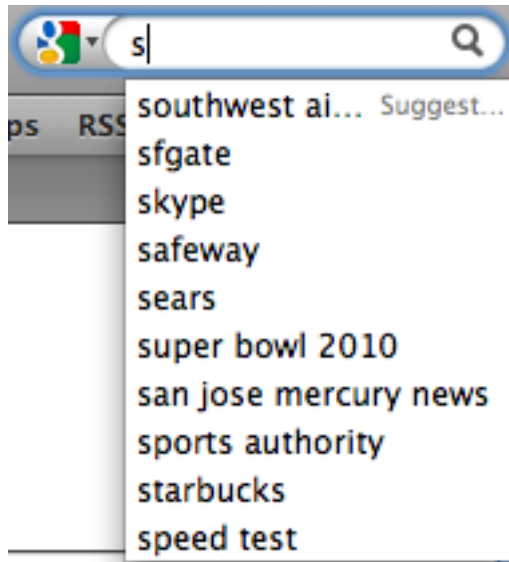 s
southwest ai... Suggest...
ps RSS
sfgate
skype
safeway
sears
super bowl 2010
san jose mercury news
sports authority
starbucks
speed test